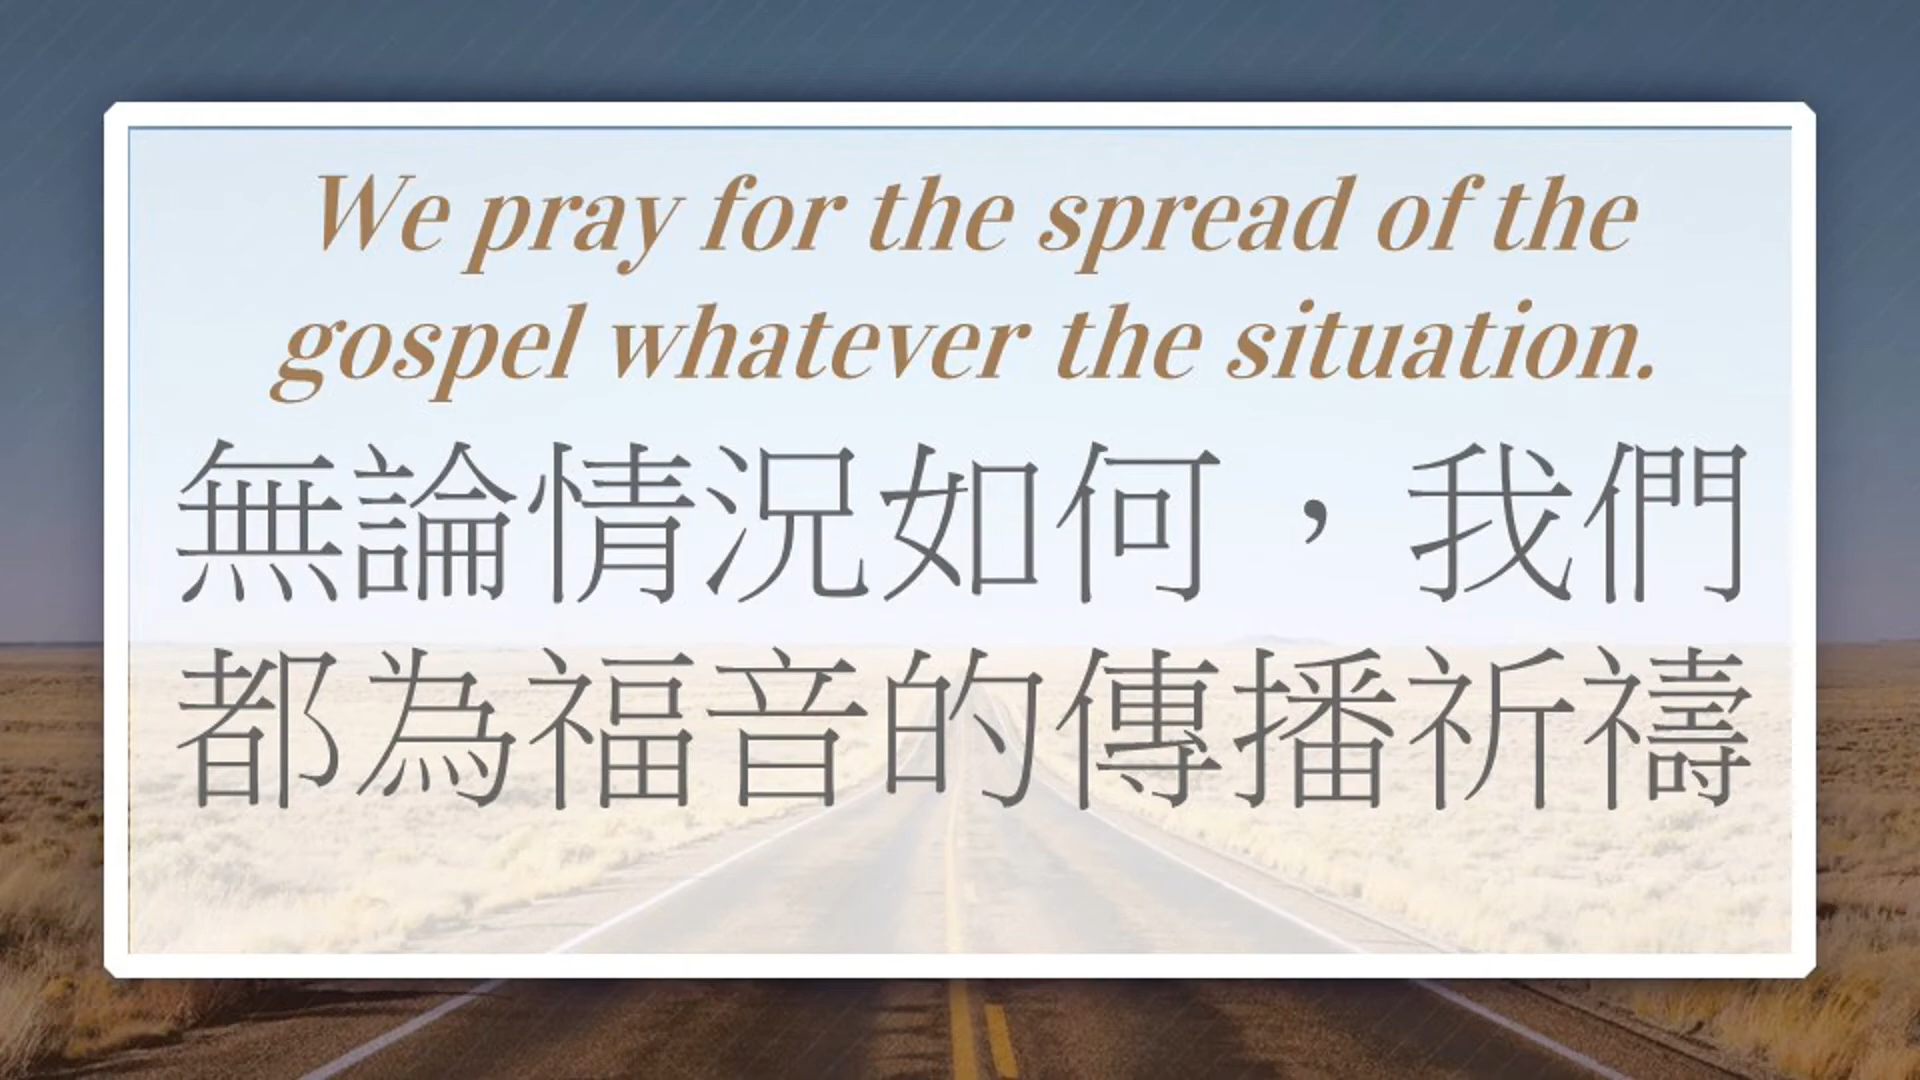 We pray for the spread of the
gospel whatever the situation.
無論情況如何，我們
都為福音的傳播祈禱